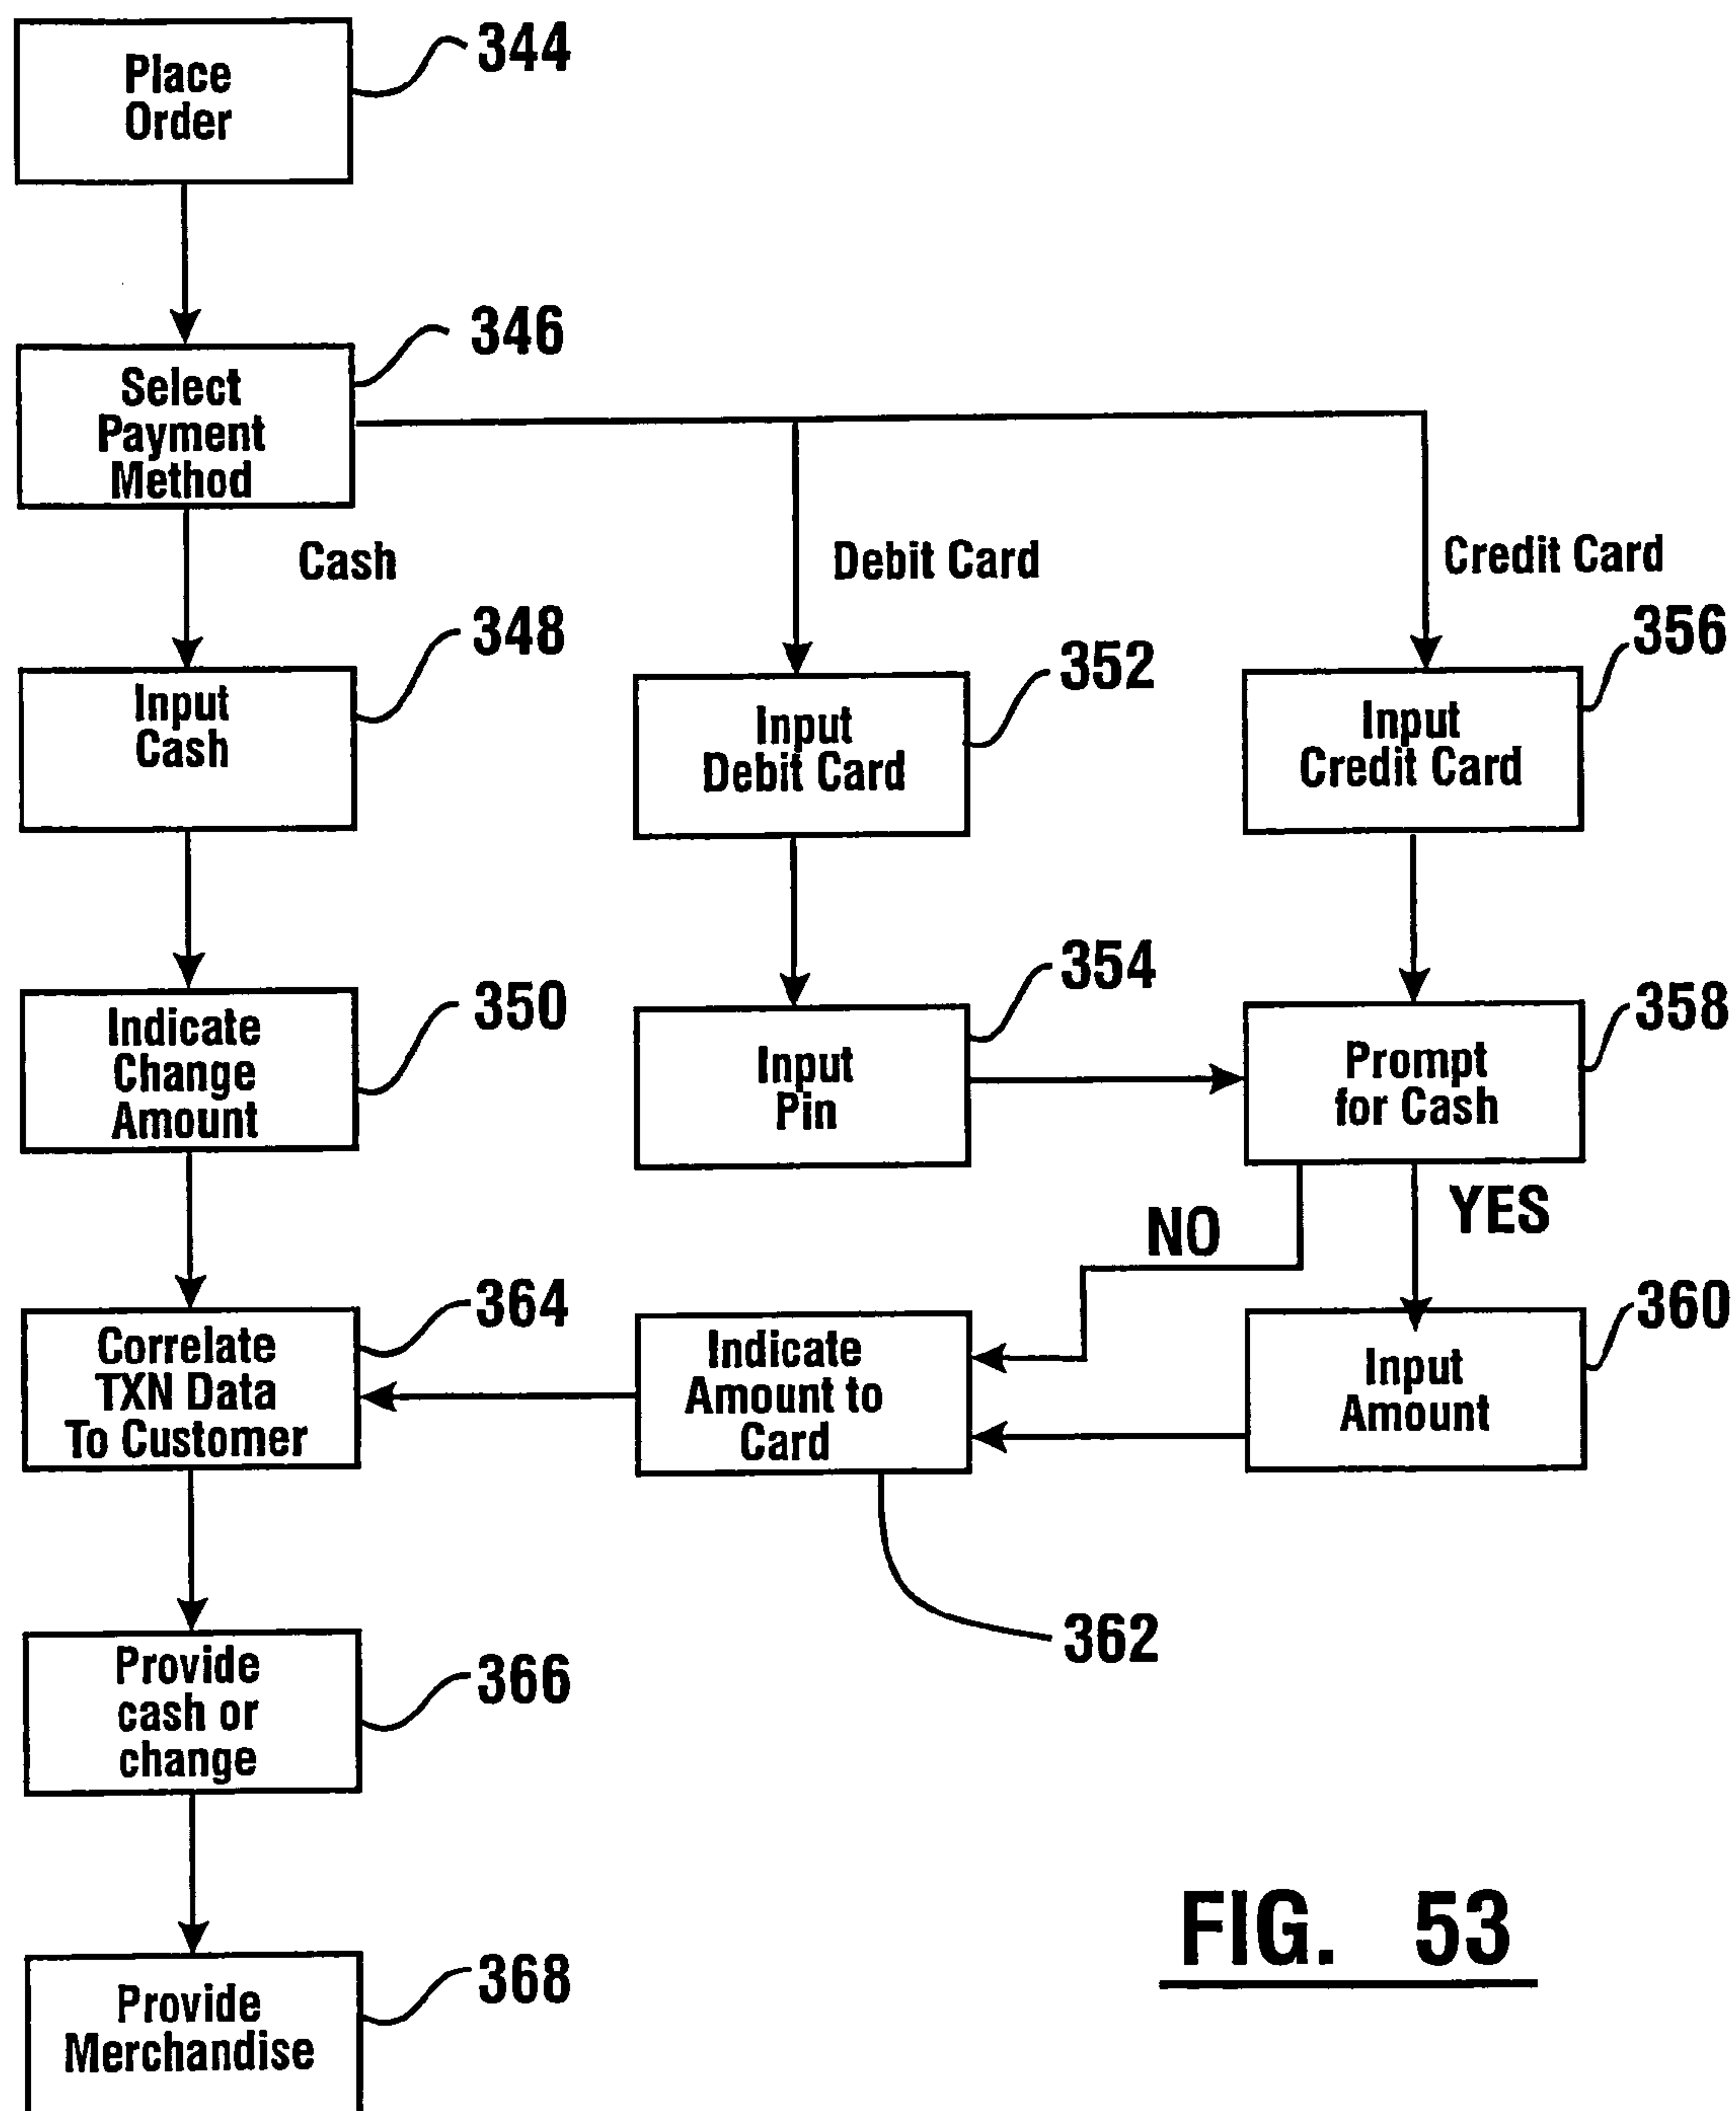 Place
Order
344
Select
Payment
Method
346
Cash
Debit Card
Credit Card
Input
Cash
348
Input
Debit Card
352
Input
Credit Card
356
Indicate
Change
Amount
350
Input
Pin
354
Prompt
for Cash
358
NO
YES
Correlate
TXN Data
To Customer
364
Indicate
Amount to
Card
362
Input
Amount
360
Provide
cash or
change
366
Provide
Merchandise
368
FIG. 53